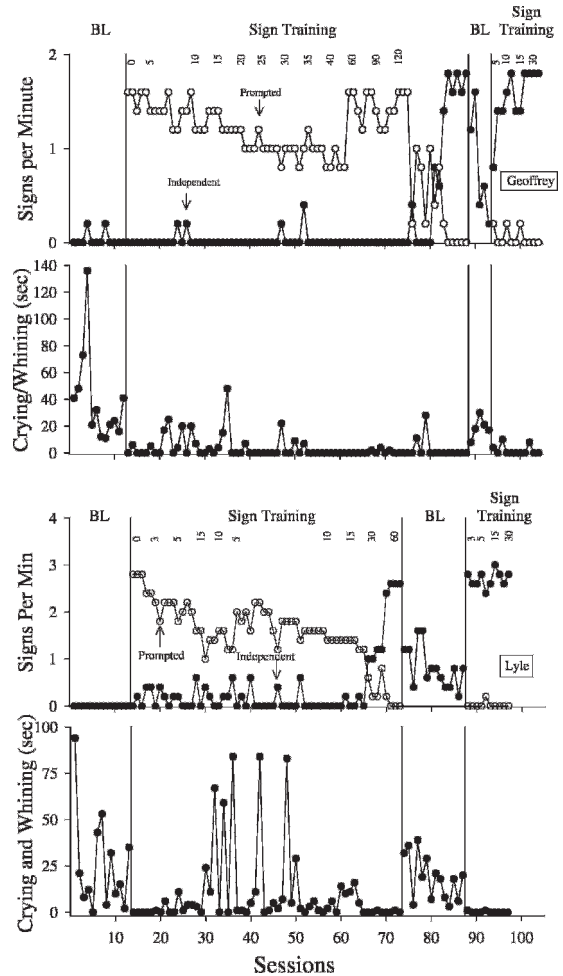 BL Sign Training BL Sign Training
0 5 10 15 20 25 30 35 40 60 90 120 5 10 15 30
2
1
0
Signs per Minute
Prompted
Independent
Geoffrey
140
120
100
80
60
40
20
0
Crying/Whining (sec)
BL Sign Training BL Sign Training
0 3 5 15 10 5 10 15 30 60 3 5 15 30
4
3
2
1
0
Signs Per Min
Prompted
Independent
Lyle
100
75
50
25
0
Crying and Whining (sec)
10 20 30 40 50 60 70 80 90 100
Sessions